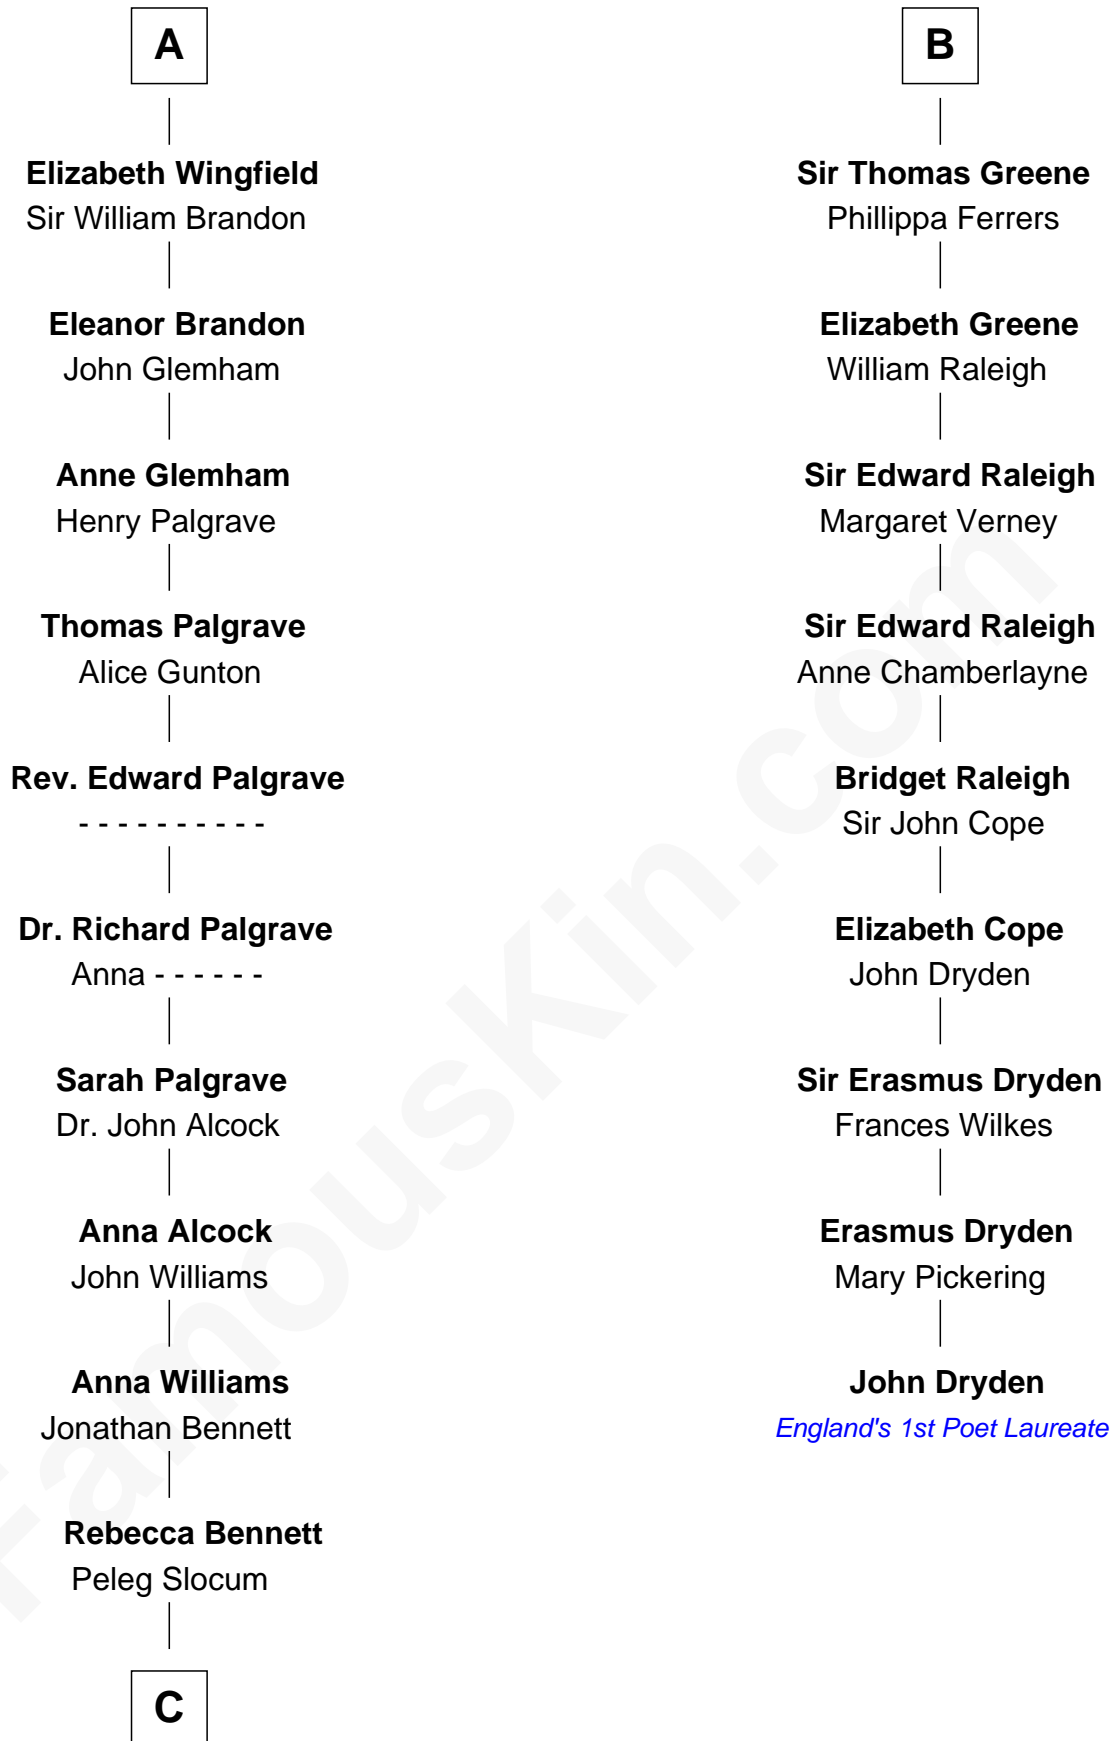 A
Elizabeth Wingfield
Sir William Brandon
Eleanor Brandon
John Glemham
Anne Glemham
Henry Palgrave
Thomas Palgrave
Alice Gunton
Rev. Edward Palgrave
- - - - - - - - - -
Dr. Richard Palgrave
Anna - - - - - -
Sarah Palgrave
Dr. John Alcock
Anna Alcock
John Williams
Anna Williams
Jonathan Bennett
Rebecca Bennett
Peleg Slocum
C
B
Sir Thomas Greene
Phillippa Ferrers
Elizabeth Greene
William Raleigh
Sir Edward Raleigh
Margaret Verney
Sir Edward Raleigh
Anne Chamberlayne
Bridget Raleigh
Sir John Cope
Elizabeth Cope
John Dryden
Sir Erasmus Dryden
Frances Wilkes
Erasmus Dryden
Mary Pickering
John Dryden
England's 1st Poet Laureate
FamousKin.com